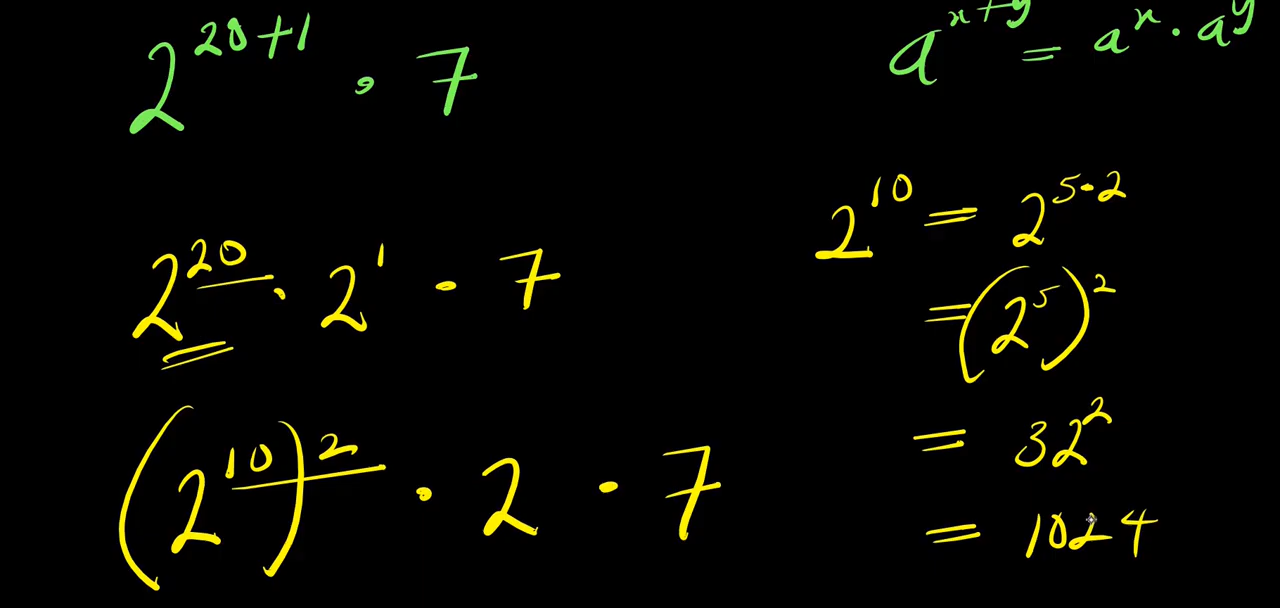 2^{20+1} · 7
a^{x+y} = a^x · a^y
2^{20} · 2^1 · 7
(2^{10})^2 · 2 · 7
2^{10} = 2^{5·2}
= (2^5)^2
= 32^2
= 1024